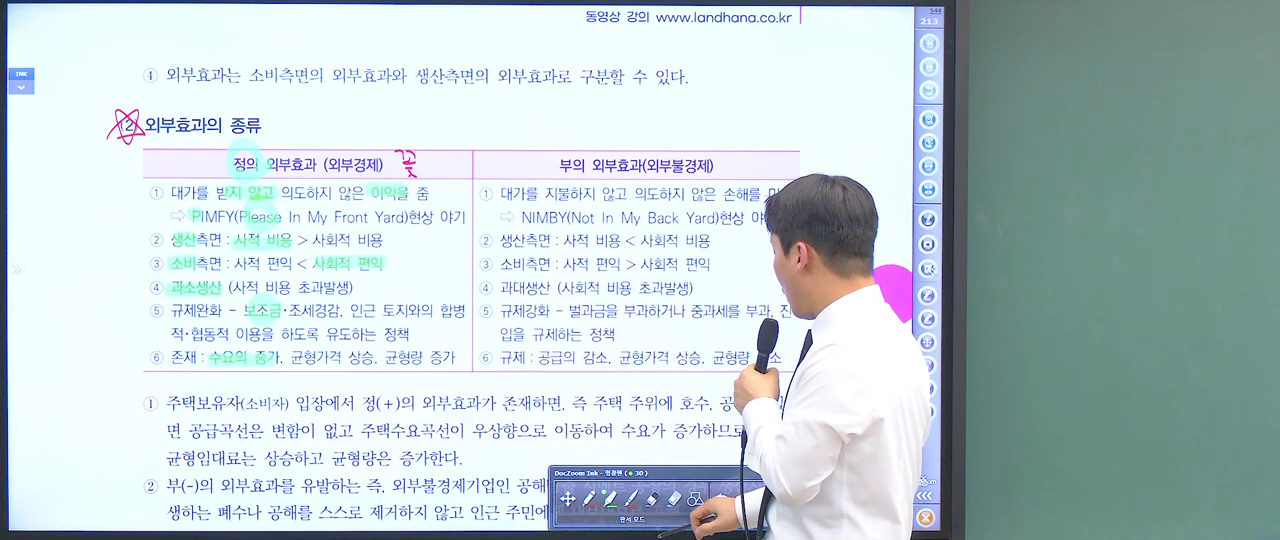 동영상 강의 www.landhana.co.kr
544
213
INK
④ 외부효과는 소비측면의 외부효과와 생산측면의 외부효과로 구분할 수 있다.
2 외부효과의 종류
정의 외부효과 (외부경제) 꽃
부의 외부효과(외부불경제)
① 대가를 받지 않고 의도하지 않은 이익을 줌
⇨ PIMFY(Please In My Front Yard)현상 야기
② 생산측면 : 사적 비용 > 사회적 비용
③ 소비측면 : 사적 편익 < 사회적 편익
④ 과소생산 (사적 비용 초과발생)
⑤ 규제완화 - 보조금·조세경감, 인근 토지와의 합병
적·협동적 이용을 하도록 유도하는 정책
⑥ 존재 : 수요의 증가, 균형가격 상승, 균형량 증가
① 대가를 지불하지 않고 의도하지 않은 손해를
⇨ NIMBY(Not In My Back Yard)현상
② 생산측면 : 사적 비용 < 사회적 비용
③ 소비측면 : 사적 편익 > 사회적 편익
④ 과대생산 (사회적 비용 초과발생)
⑤ 규제강화 - 벌과금을 부과하거나 중과세를 부과, 진
입을 규제하는 정책
⑥ 규제 : 공급의 감소, 균형가격 상승, 균형량 소
① 주택보유자(소비자) 입장에서 정(+)의 외부효과가 존재하면, 즉 주택 주위에 호수, 공
면 공급곡선은 변함이 없고 주택수요곡선이 우상향으로 이동하여 수요가 증가하므로
균형임대료는 상승하고 균형량은 증가한다.
② 부(-)의 외부효과를 유발하는 즉, 외부불경제기업인 공해
생하는 폐수나 공해를 스스로 제거하지 않고 인근 주민에
DocZoom Ink - 형광펜 ( 30 )
판서 모드